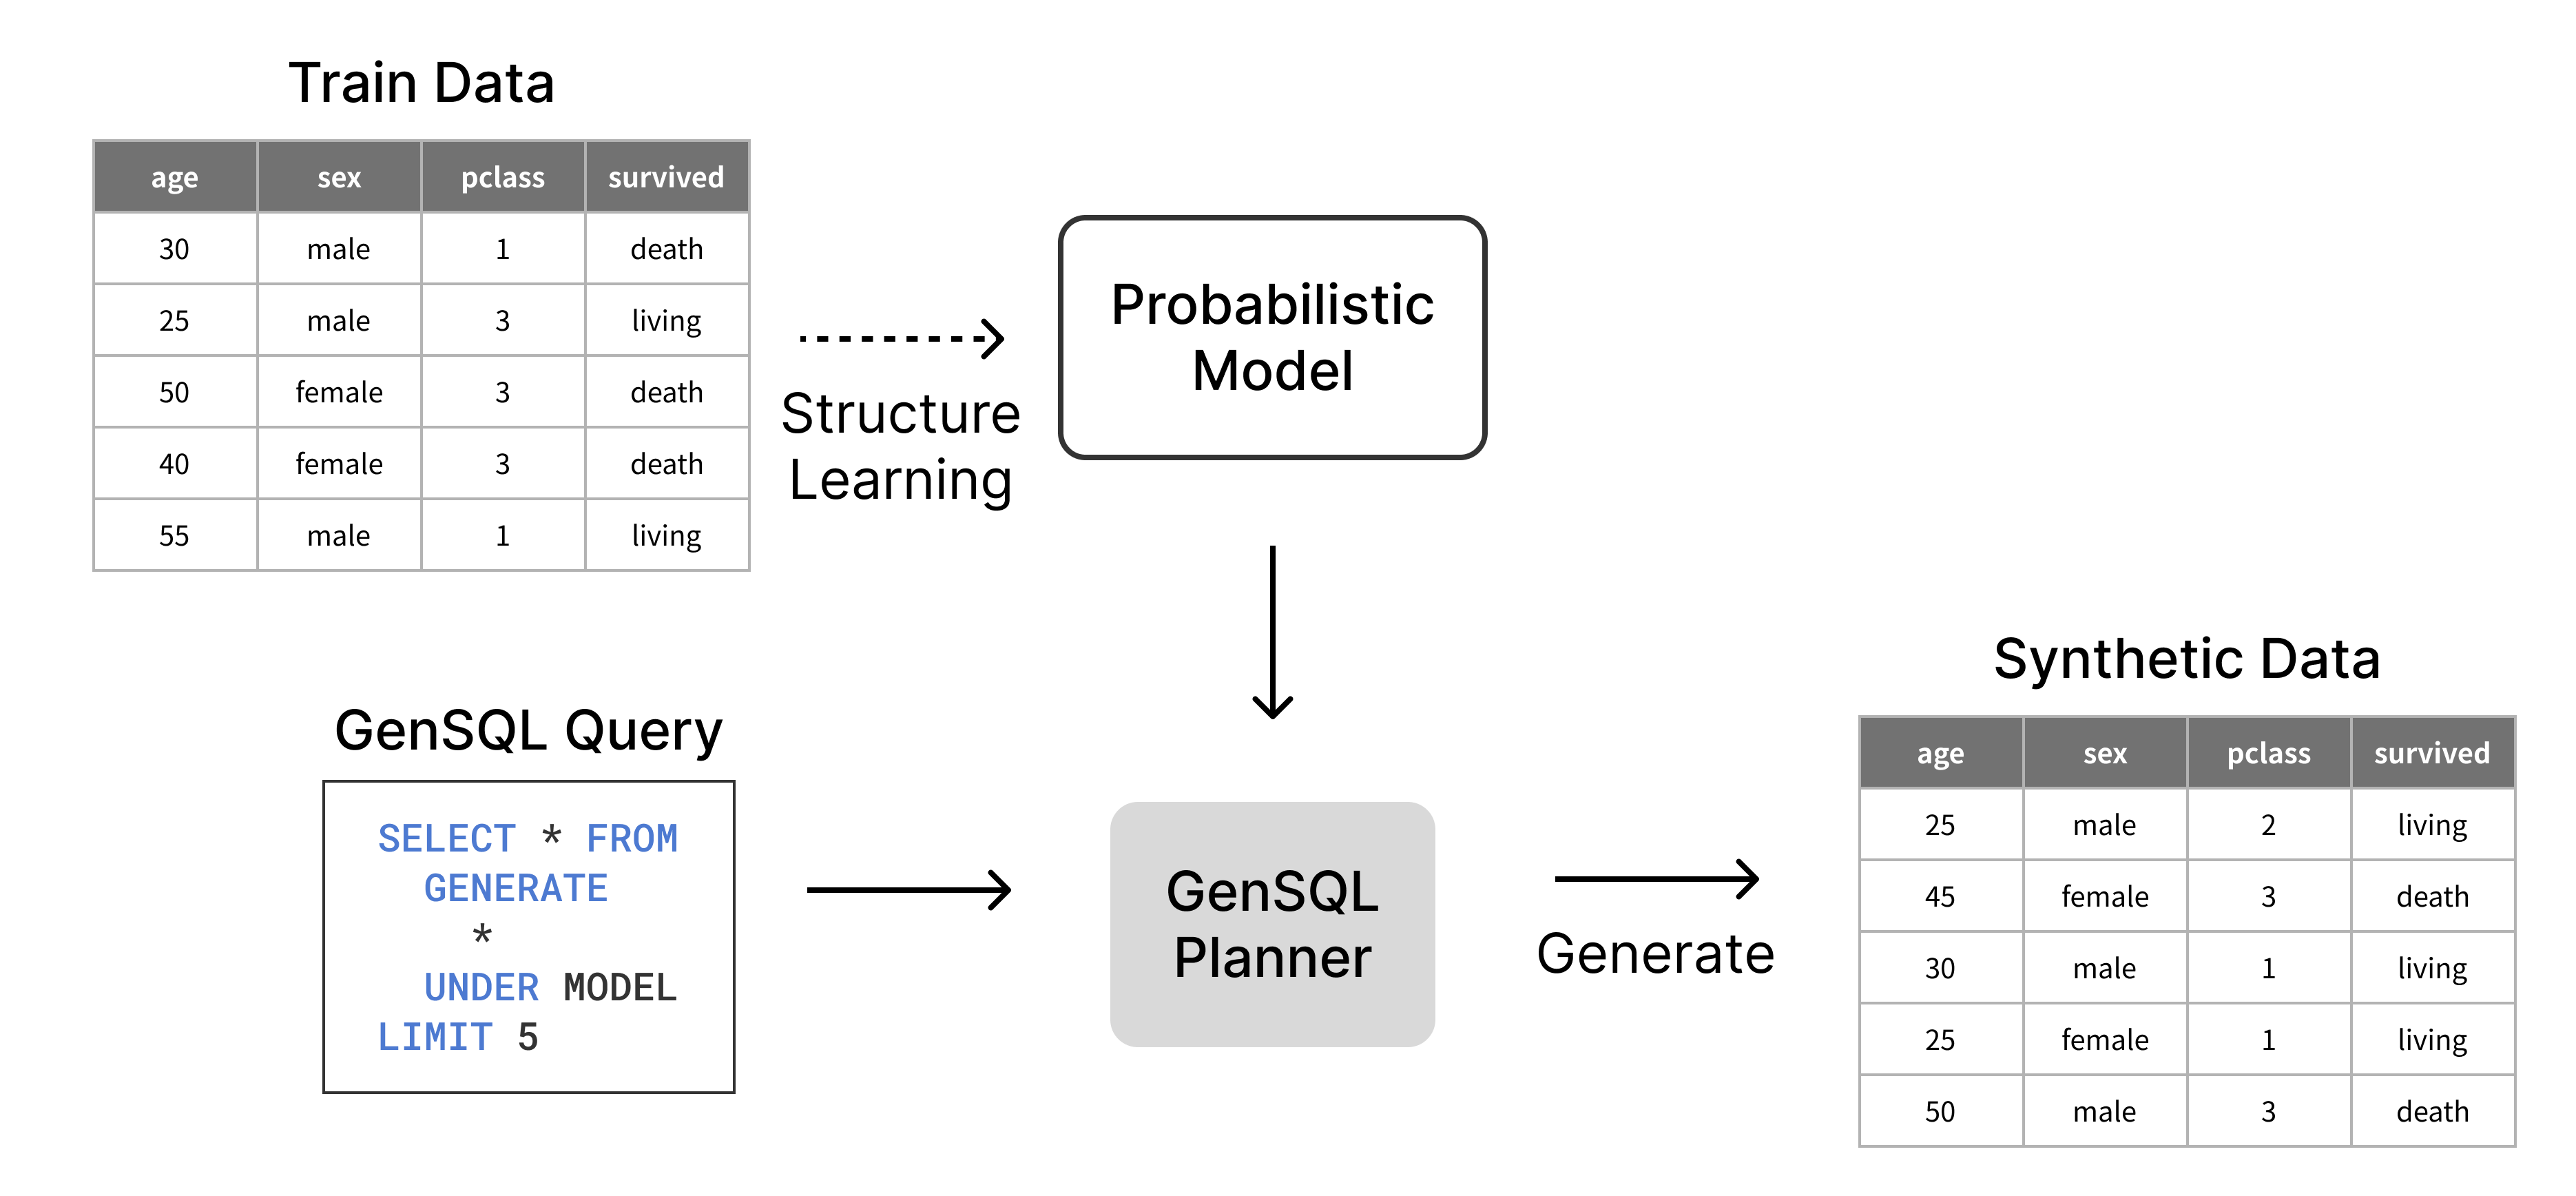 Train Data
age sex pclass survived
30 male 1 death
25 male 3 living
50 female 3 death
40 female 3 death
55 male 1 living
Structure
Learning
Probabilistic
Model
GenSQL Query
SELECT * FROM
GENERATE
*
UNDER MODEL
LIMIT 5
GenSQL
Planner
Generate
Synthetic Data
age sex pclass survived
25 male 2 living
45 female 3 death
30 male 1 living
25 female 1 living
50 male 3 death